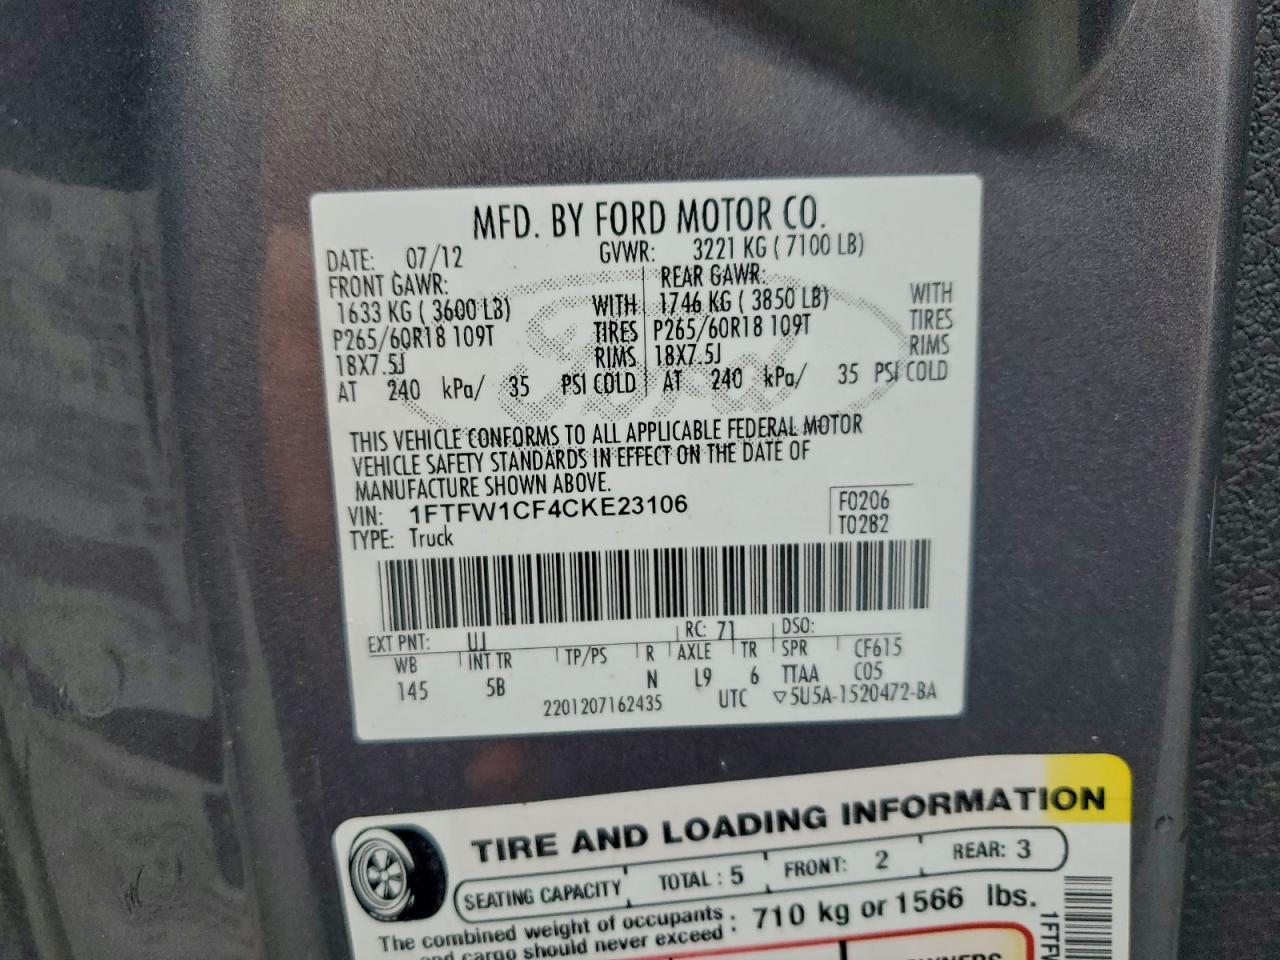 MFD. BY FORD MOTOR CO.
DATE: 07/12 GVWR: 3221 KG ( 7100 LB)
FRONT GAWR: REAR GAWR:
1633 KG ( 3600 LB) WITH 1746 KG ( 3850 LB) WITH
P265/60R18 109T TIRES P265/60R18 109T TIRES
18X7.5J RIMS 18X7.5J RIMS
AT 240 kPa/ 35 PSI COLD AT 240 kPa/ 35 PSI COLD
Ford
THIS VEHICLE CONFORMS TO ALL APPLICABLE FEDERAL MOTOR
VEHICLE SAFETY STANDARDS IN EFFECT ON THE DATE OF
MANUFACTURE SHOWN ABOVE.
VIN: 1FTFW1CF4CKE23106 F0206
TYPE: Truck T0282
EXT PNT: UJ RC: 71 DSO:
WB INT TR TP/PS R AXLE TR SPR CF615
145 5B N L9 6 TTAA C05
2201207162435 UTC ▽5U5A-1520472-BA
TIRE AND LOADING INFORMATION
SEATING CAPACITY TOTAL : 5 FRONT: 2 REAR: 3
The combined weight of occupants : 710 kg or 1566 lbs.
and cargo should never exceed :
1FTFW